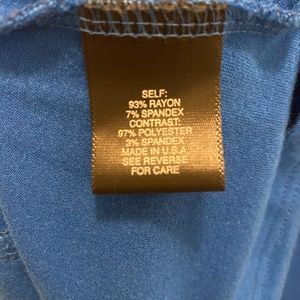 SELF:
93% RAYON
7% SPANDEX
CONTRAST:
97% POLYESTER
3% SPANDEX
MADE IN U.S.A
SEE REVERSE
FOR CARE